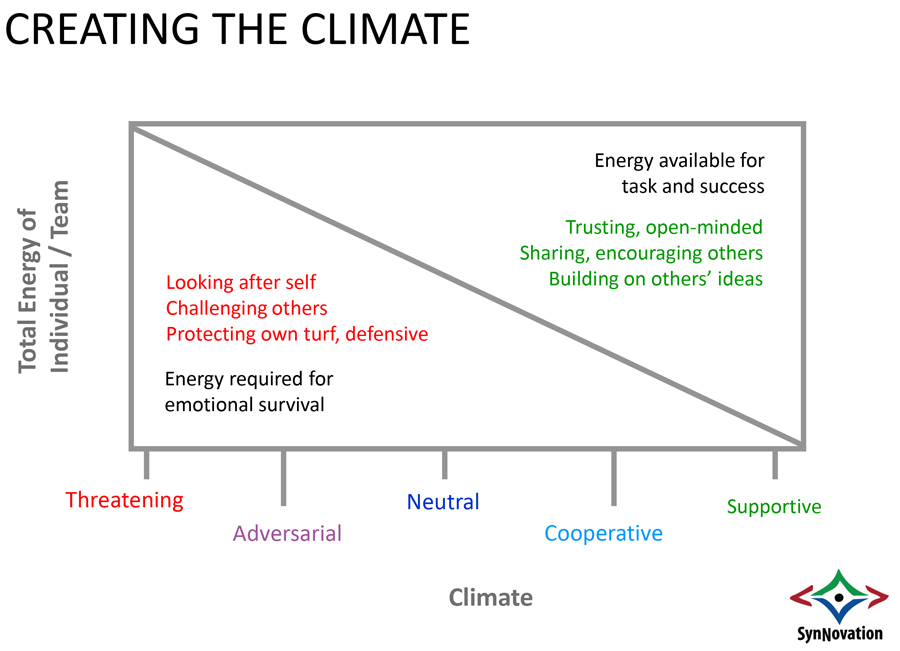 CREATING THE CLIMATE
Total Energy of
Individual / Team
Energy available for
task and success
Trusting, open-minded
Sharing, encouraging others
Building on others’ ideas
Looking after self
Challenging others
Protecting own turf, defensive
Energy required for
emotional survival
Threatening
Adversarial
Neutral
Cooperative
Supportive
Climate
SynNovation